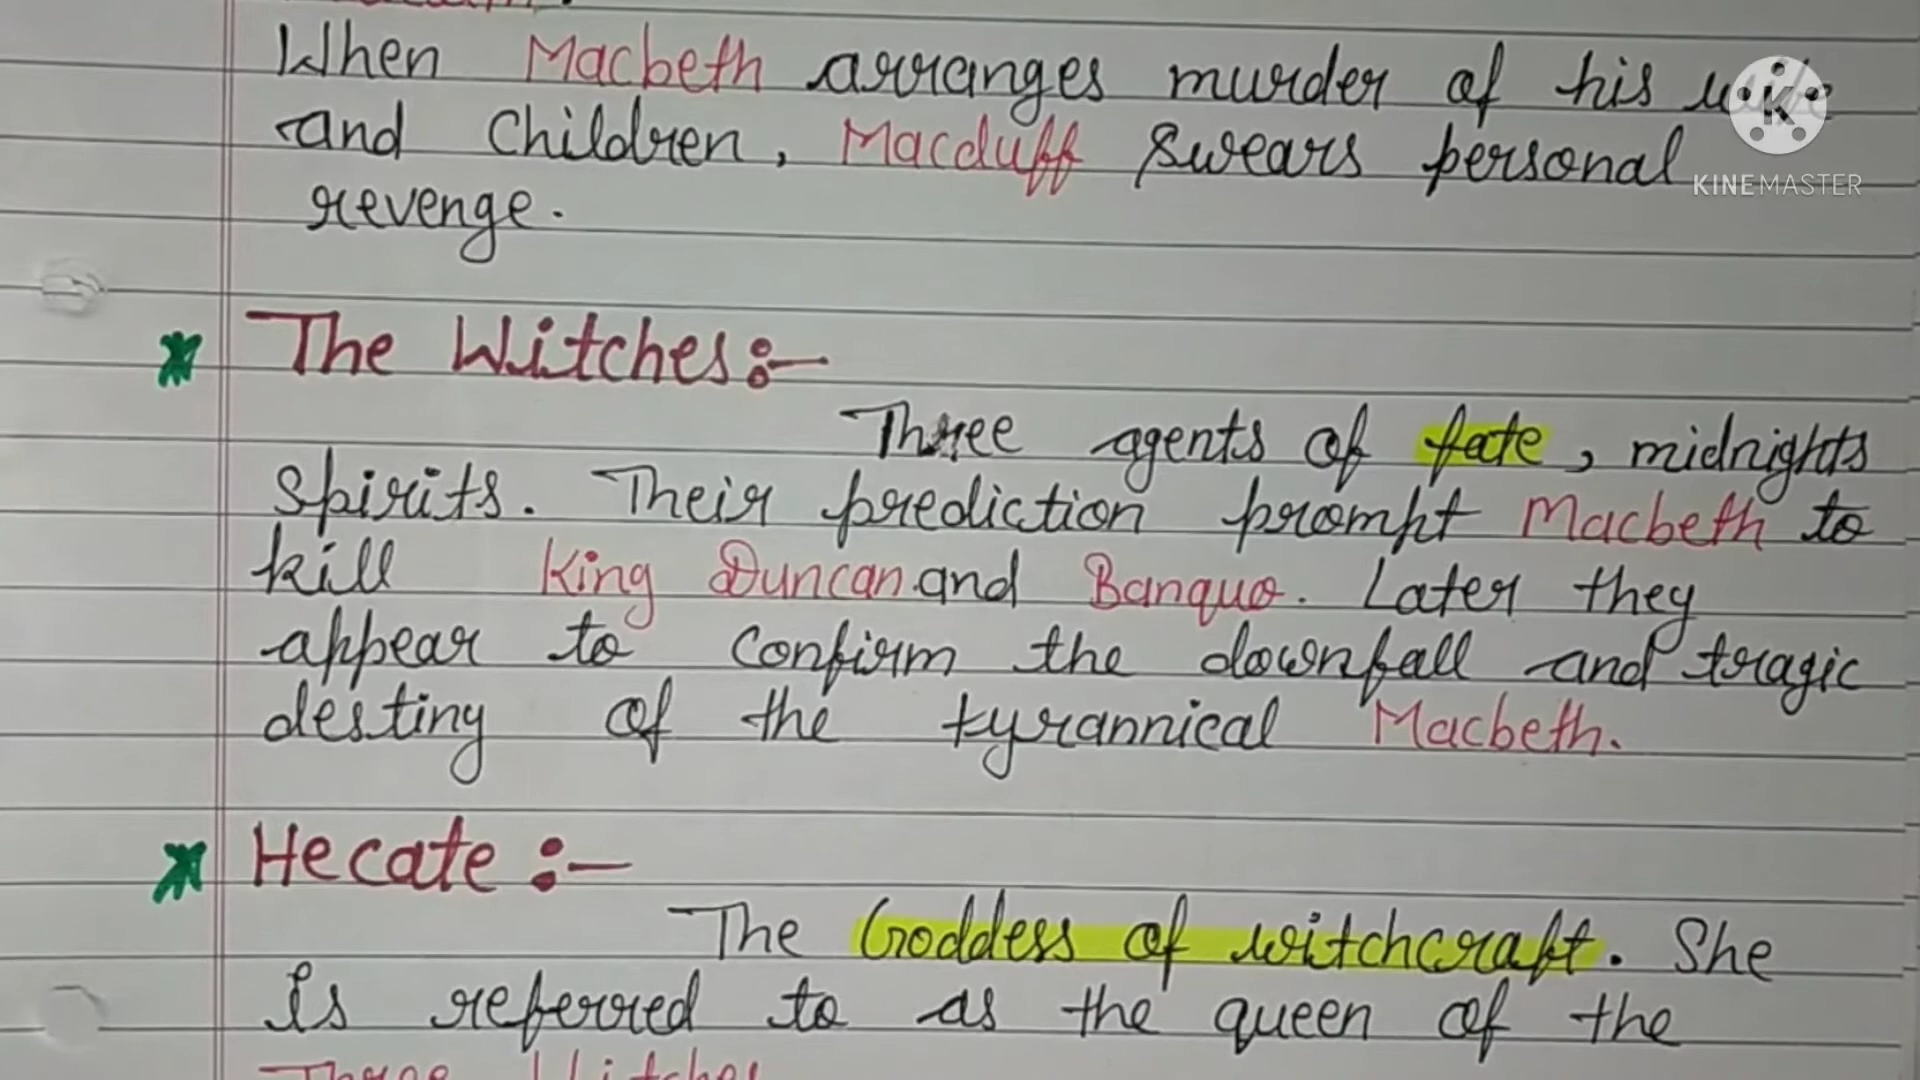 When Macbeth arranges murder of his wife
and Children, Macduff swears personal
revenge.
KINEMASTER
* The Witches:-
Three agents of fate, midnights
spirits. Their prediction prompt Macbeth to
kill King Duncan and Banquo. Later they
appear to confirm the downfall and tragic
destiny of the tyrannical Macbeth.
* Hecate :-
The Goddess of witchcraft. She
is referred to as the queen of the
Three Witches